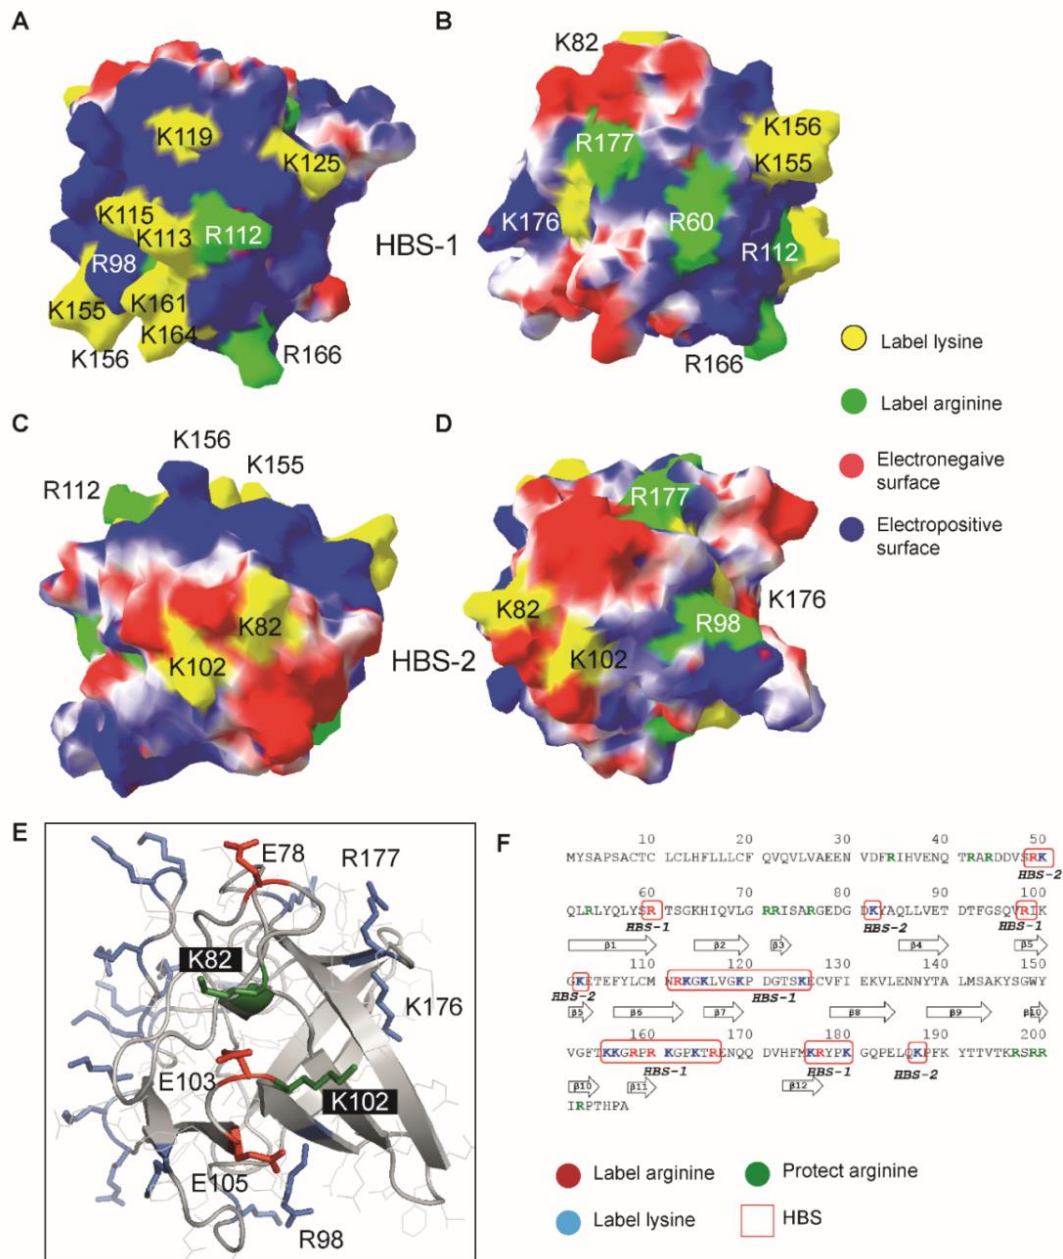 A
K119
K125
K115
K113
R112
R98
K155
K161
K164
K156
R166
HBS-1
B
K82
R177
K156
K155
K176
R60
R112
R166
Label lysine
Label arginine
Electronegaive
surface
Electropositive
surface
C
K156
K155
R112
K82
K102
HBS-2
D
R177
K82
K176
R98
K102
E
E78
R177
K82
K176
E103
K102
E105
R98
F
10 20 30 40 50
MYSAPSACTC LCLHFLLLCF QVQVLVAEEN VDFRIHVENQ TRARDDVSRK
HBS-2
60 70 80 90 100
QLRLYQLYSR TSGKHIQVLG RRISARGEDG DKYAQLLVET DTFGSQVRIK
HBS-1 HBS-2 HBS-1
β1 β2 β3 β4 β5
110 120 130 140 150
GKETEFYLCM NRKGKLVGKP DGTSKECVFI EKVLENNYTA LMSAKYSGWY
HBS-2 HBS-1
β5 β6 β7 β8 β9 β10
160 170 180 190 200
VGFTKKGRPR KGPKTRENQQ DVHFMKRYPK GQPELQKPFK YTTVTKRSRR
HBS-1 HBS-1 HBS-2
β10 β11 β12
IRPTHPA
Label arginine
Protect arginine
Label lysine
HBS